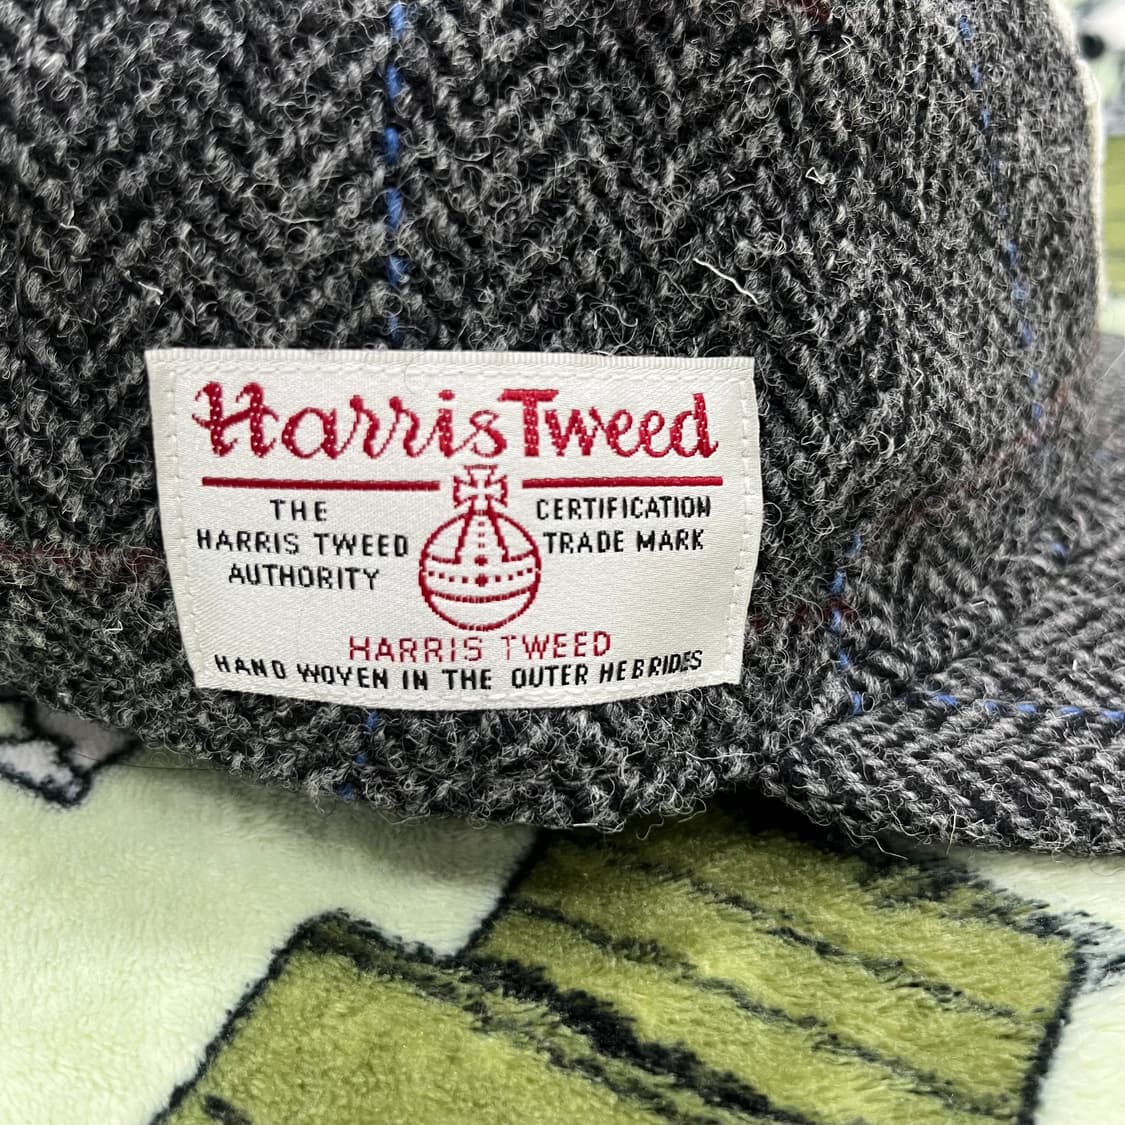 Harris Tweed
THE
HARRIS TWEED
AUTHORITY
CERTIFICATION
TRADE MARK
HARRIS TWEED
HAND WOVEN IN THE OUTER HEBRIDES